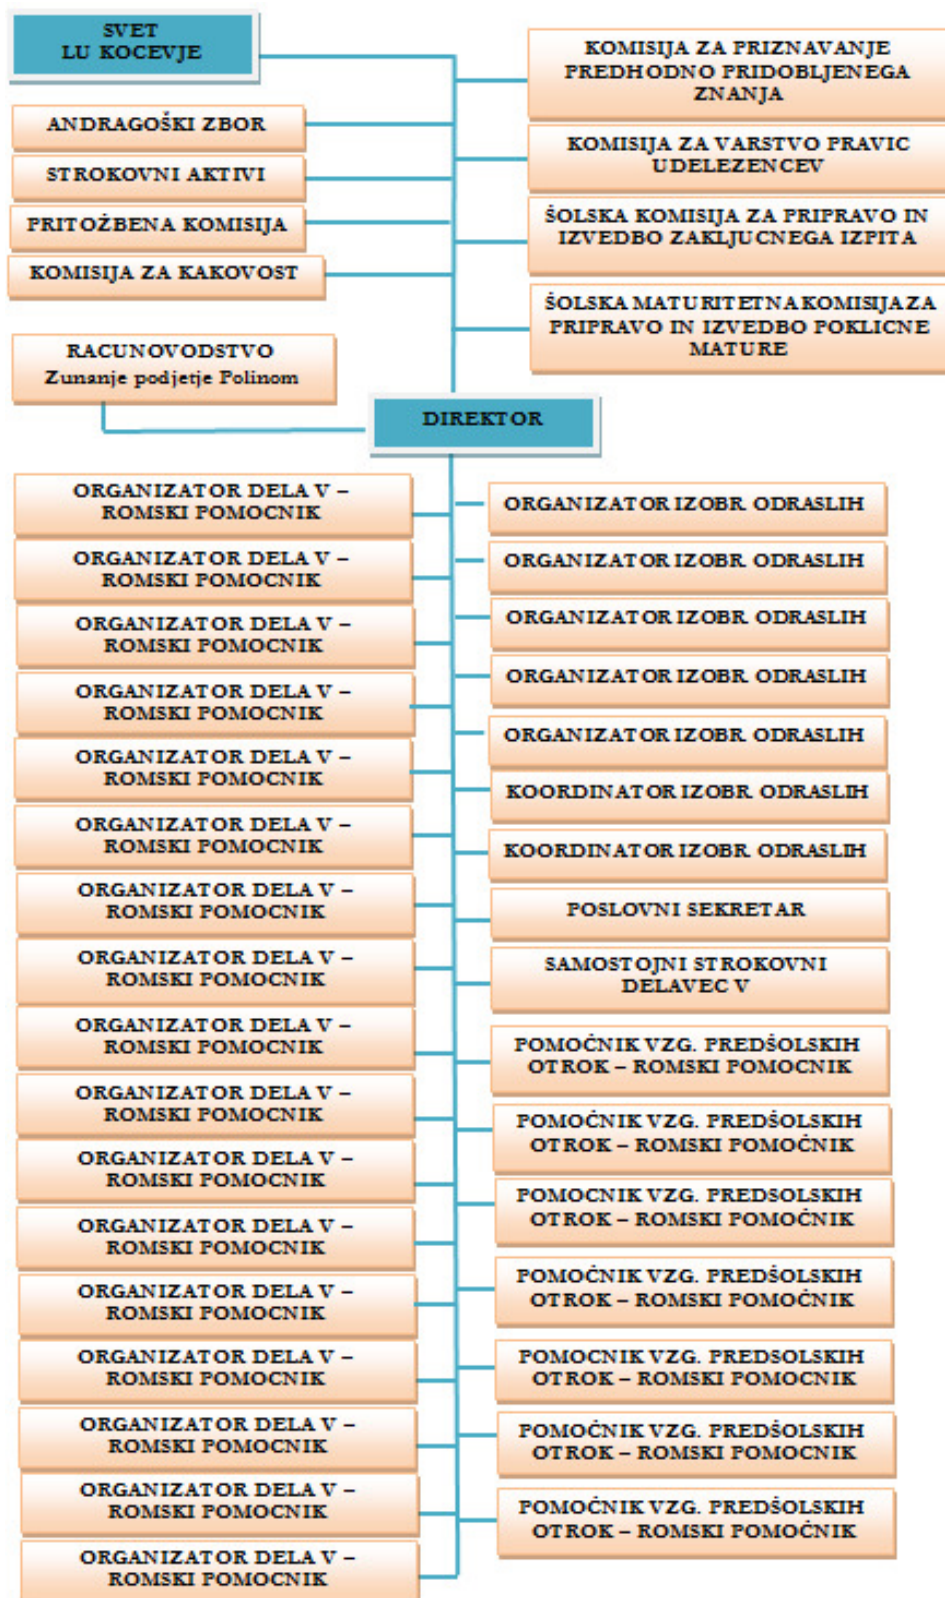 SVET
LU KOCEVJE
ANDRAGOŠKI ZBOR
STROKOVNI AKTIVI
PRITOŽBENA KOMISIJA
KOMISIJA ZA KAKOVOST
RACUNOVODSTVO
Zunanje podjetje Polinom
KOMISIJA ZA PRIZNAVANJE
PREDHODNO PRIDOBLJENEGA
ZNANJA
KOMISIJA ZA VARSTVO PRAVIC
UDELEZENCEV
ŠOLSKA KOMISIJA ZA PRIPRAVO IN
IZVEDBO ZAKLJUCNEGA IZPITA
ŠOLSKA MATURITETNA KOMISIJA ZA
PRIPRAVO IN IZVEDBO POKLICNE
MATURE
DIREKTOR
ORGANIZATOR DELA V –
ROMSKI POMOCNIK
ORGANIZATOR DELA V –
ROMSKI POMOCNIK
ORGANIZATOR DELA V –
ROMSKI POMOCNIK
ORGANIZATOR DELA V –
ROMSKI POMOCNIK
ORGANIZATOR DELA V –
ROMSKI POMOCNIK
ORGANIZATOR DELA V –
ROMSKI POMOCNIK
ORGANIZATOR DELA V –
ROMSKI POMOCNIK
ORGANIZATOR DELA V –
ROMSKI POMOCNIK
ORGANIZATOR DELA V –
ROMSKI POMOCNIK
ORGANIZATOR DELA V –
ROMSKI POMOCNIK
ORGANIZATOR DELA V –
ROMSKI POMOCNIK
ORGANIZATOR DELA V –
ROMSKI POMOCNIK
ORGANIZATOR DELA V –
ROMSKI POMOCNIK
ORGANIZATOR DELA V –
ROMSKI POMOCNIK
ORGANIZATOR DELA V –
ROMSKI POMOCNIK
ORGANIZATOR DELA V –
ROMSKI POMOCNIK
ORGANIZATOR DELA V –
ROMSKI POMOCNIK
ORGANIZATOR IZOBR. ODRASLIH
ORGANIZATOR IZOBR. ODRASLIH
ORGANIZATOR IZOBR. ODRASLIH
ORGANIZATOR IZOBR. ODRASLIH
ORGANIZATOR IZOBR. ODRASLIH
KOORDINATOR IZOBR. ODRASLIH
KOORDINATOR IZOBR. ODRASLIH
POSLOVNI SEKRETAR
SAMOSTOJNI STROKOVNI
DELAVEC V
POMOČNIK VZG. PREDŠOLSKIH
OTROK – ROMSKI POMOCNIK
POMOČNIK VZG. PREDŠOLSKIH
OTROK – ROMSKI POMOČNIK
POMOCNIK VZG. PREDSOLSKIH
OTROK – ROMSKI POMOČNIK
POMOČNIK VZG. PREDŠOLSKIH
OTROK – ROMSKI POMOČNIK
POMOCNIK VZG. PREDSOLSKIH
OTROK – ROMSKI POMOCNIK
POMOČNIK VZG. PREDŠOLSKIH
OTROK – ROMSKI POMOCNIK
POMOČNIK VZG. PREDŠOLSKIH
OTROK – ROMSKI POMOČNIK